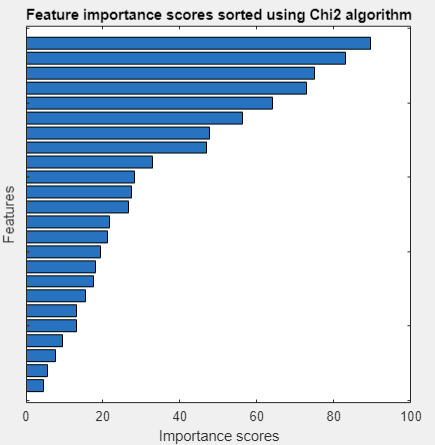 Feature importance scores sorted using Chi2 algorithm
Features
0 20 40 60 80 100
Importance scores